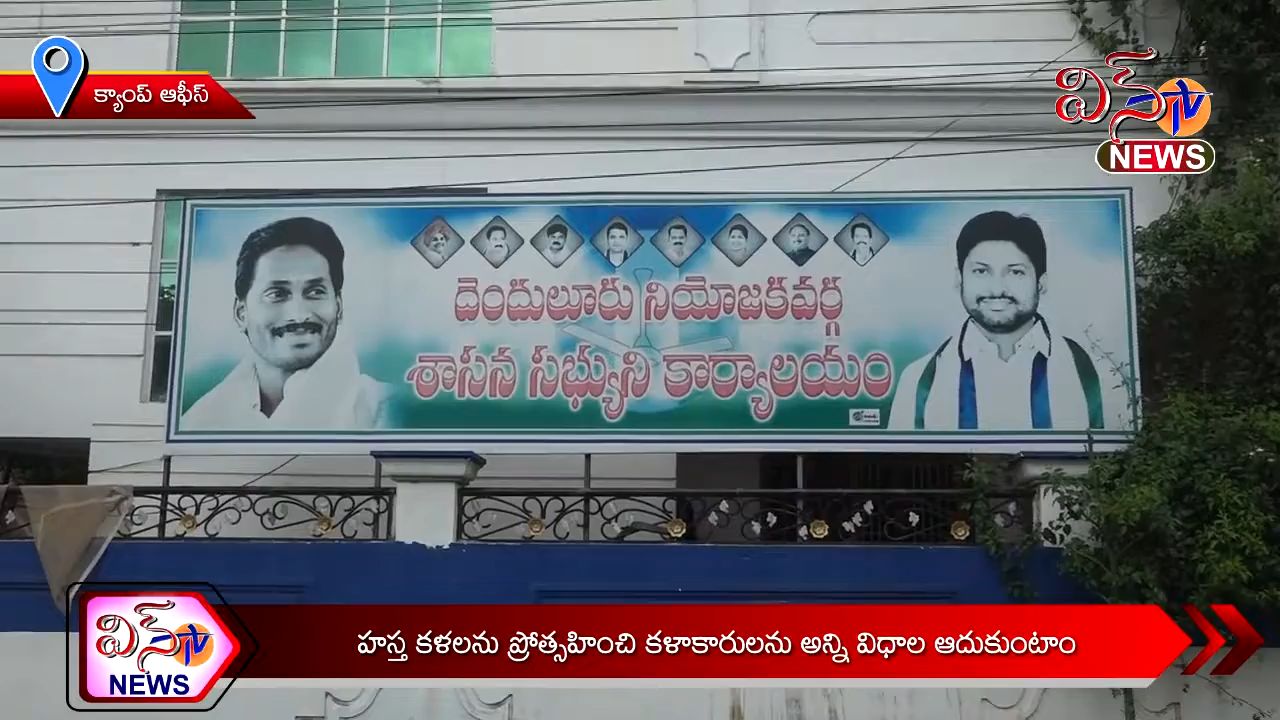 క్యాంప్ ఆఫీస్
విన్ TV
NEWS
దెందులూరు నియోజకవర్గ
శాసన సభ్యుని కార్యాలయం
విన్ TV
NEWS
హస్త కళలను ప్రోత్సహించి కళాకారులను అన్ని విధాల ఆదుకుంటాం